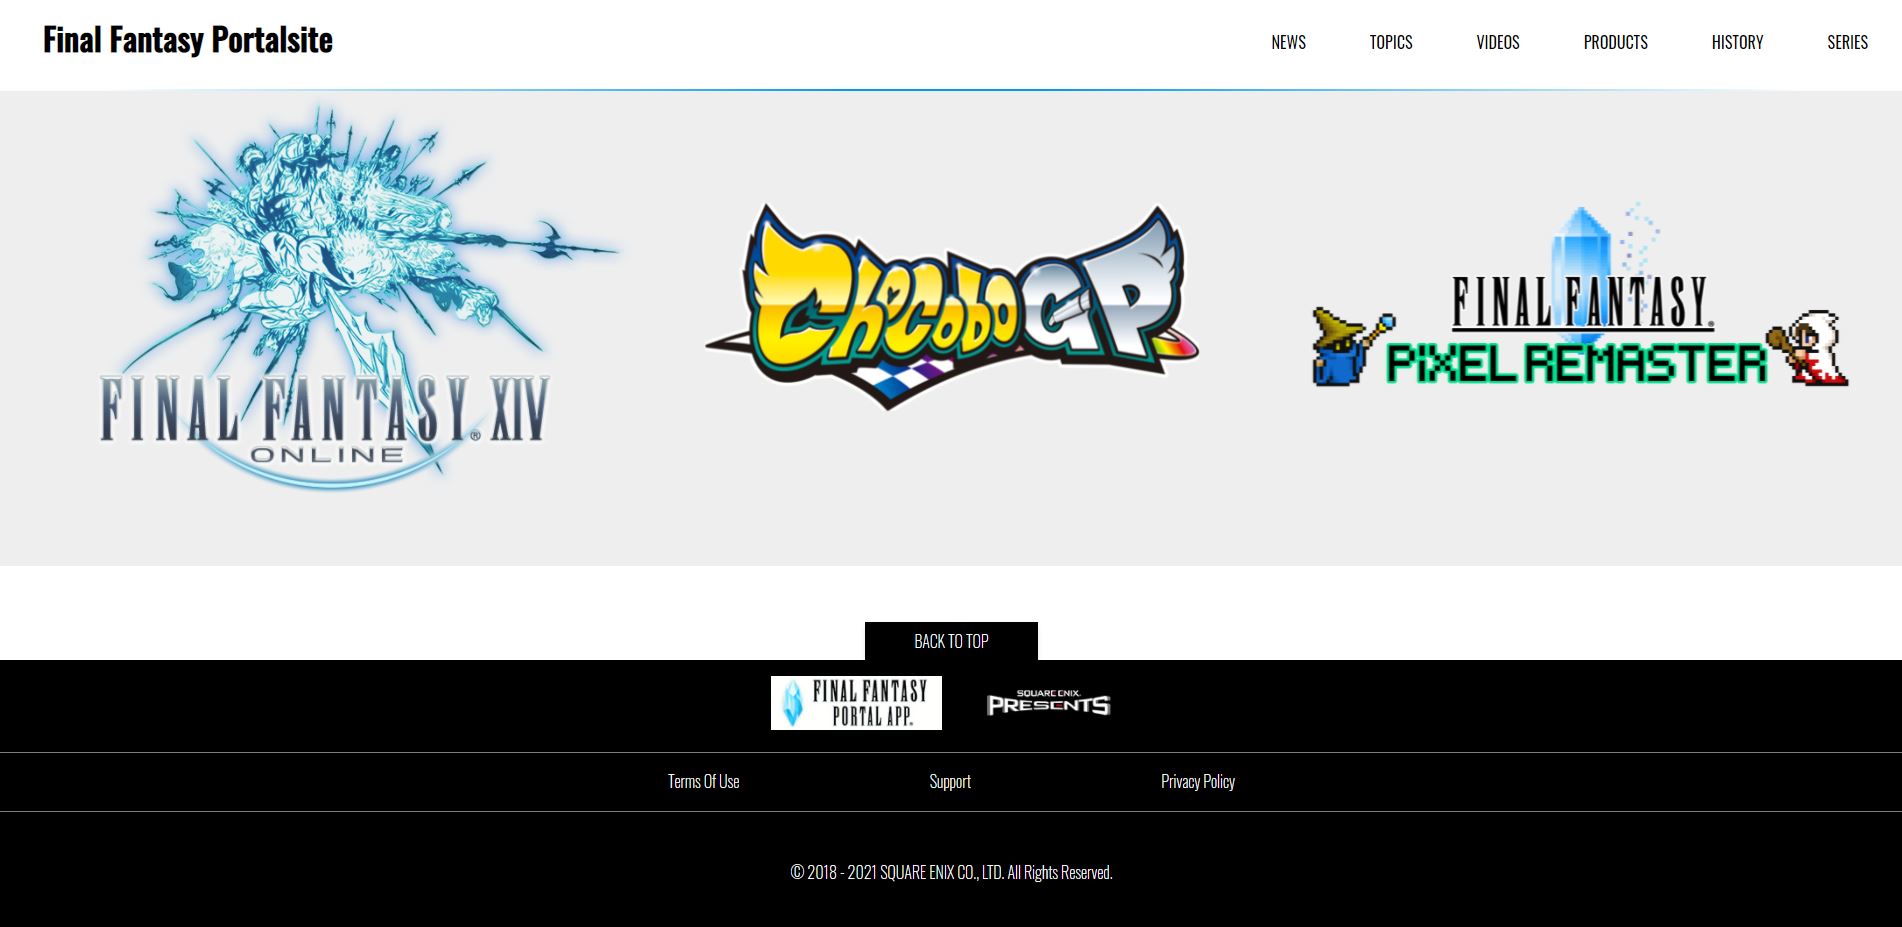 Final Fantasy Portalsite
NEWS TOPICS VIDEOS PRODUCTS HISTORY SERIES
FINAL FANTASY® XIV
ONLINE
Chocobo GP
FINAL FANTASY®
PIXEL REMASTER
BACK TO TOP
FINAL FANTASY
PORTAL APP
SQUARE ENIX
PRESENTS
Terms Of Use Support Privacy Policy
© 2018 - 2021 SQUARE ENIX CO., LTD. All Rights Reserved.